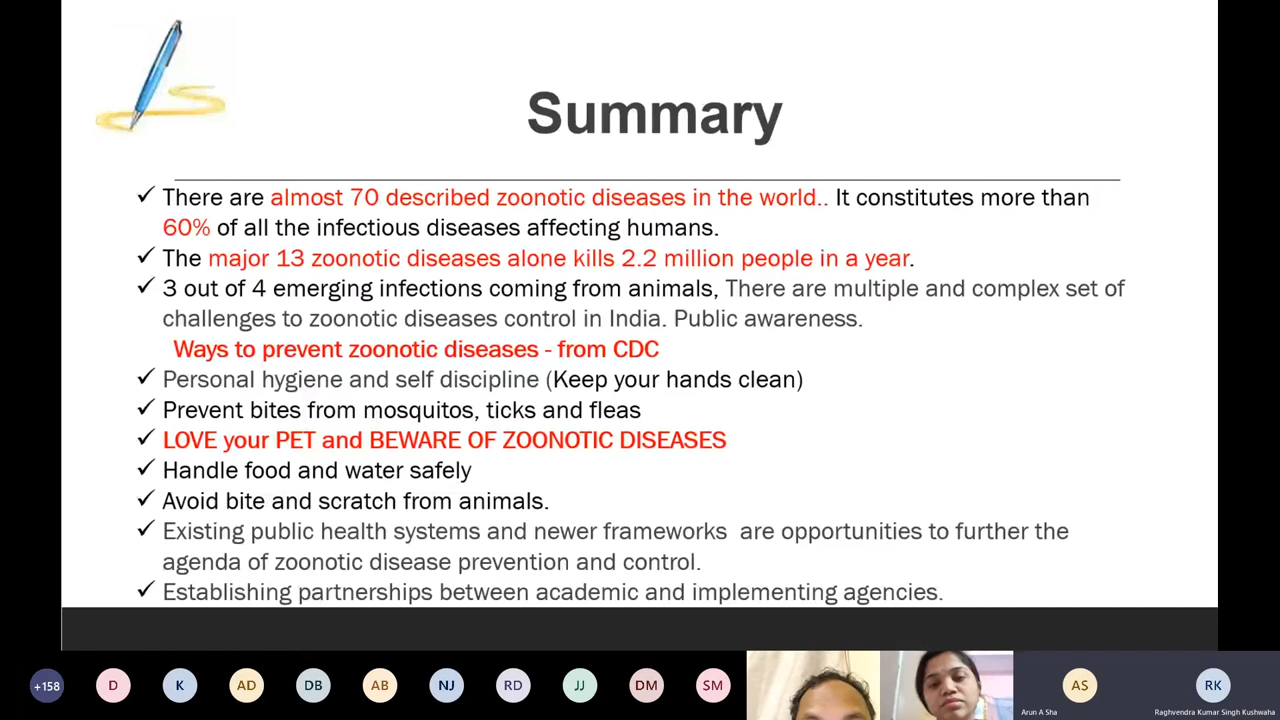 Summary
There are almost 70 described zoonotic diseases in the world.. It constitutes more than
60% of all the infectious diseases affecting humans.
The major 13 zoonotic diseases alone kills 2.2 million people in a year.
3 out of 4 emerging infections coming from animals, There are multiple and complex set of
challenges to zoonotic diseases control in India. Public awareness.
Ways to prevent zoonotic diseases - from CDC
Personal hygiene and self discipline (Keep your hands clean)
Prevent bites from mosquitos, ticks and fleas
LOVE your PET and BEWARE OF ZOONOTIC DISEASES
Handle food and water safely
Avoid bite and scratch from animals.
Existing public health systems and newer frameworks  are opportunities to further the
agenda of zoonotic disease prevention and control.
Establishing partnerships between academic and implementing agencies.
+158 D K AD DB AB NJ RD JJ DM SM AS RK
Arun A Sha Raghvendra Kumar Singh Kushwaha